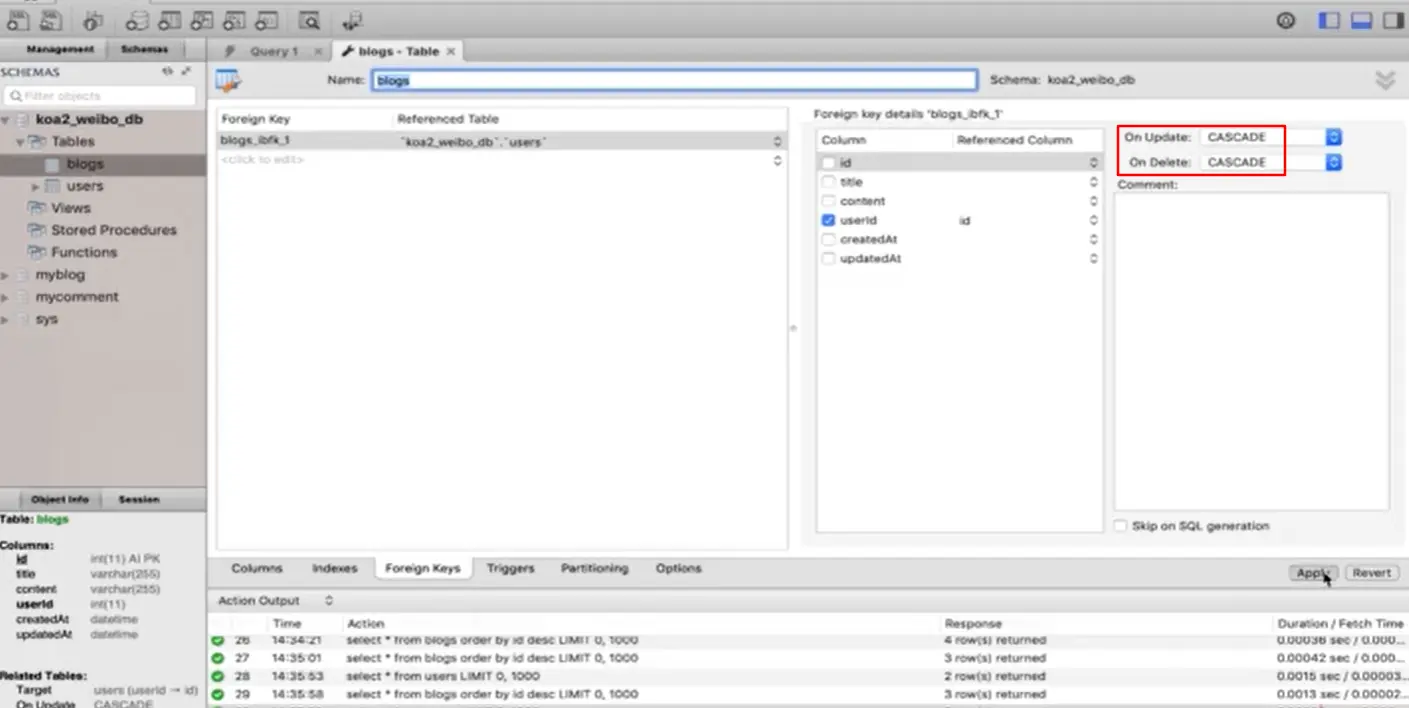 Management Schemas
Query 1
blogs - Table
SCHEMAS
Filter objects
koa2_weibo_db
Tables
blogs
users
Views
Stored Procedures
Functions
myblog
mycomment
sys
Name: blogs Schema: koa2_weibo_db
Foreign Key Referenced Table
blogs_ibfk_1 `koa2_weibo_db`.`users`
<click to edit>
Foreign key details 'blogs_ibfk_1'
Column Referenced Column
id
title
content
userId id
createdAt
updatedAt
On Update: CASCADE
On Delete: CASCADE
Comment:
Skip on SQL generation
Columns Indexes Foreign Keys Triggers Partitioning Options
Apply Revert
Object Info Session
Table: blogs
Columns:
id int(11) AI PK
title varchar(255)
content varchar(255)
userId int(11)
createdAt datetime
updatedAt datetime
Related Tables:
Target users (userId → id)
On Update CASCADE
Action Output
Time Action Response Duration / Fetch Time
26 14:34:21 select * from blogs order by id desc LIMIT 0, 1000 4 row(s) returned 0.00036 sec / 0.000...
27 14:35:01 select * from blogs order by id desc LIMIT 0, 1000 3 row(s) returned 0.00042 sec / 0.000...
28 14:35:53 select * from users LIMIT 0, 1000 2 row(s) returned 0.0015 sec / 0.00003...
29 14:35:58 select * from blogs order by id desc LIMIT 0, 1000 3 row(s) returned 0.0013 sec / 0.00002...